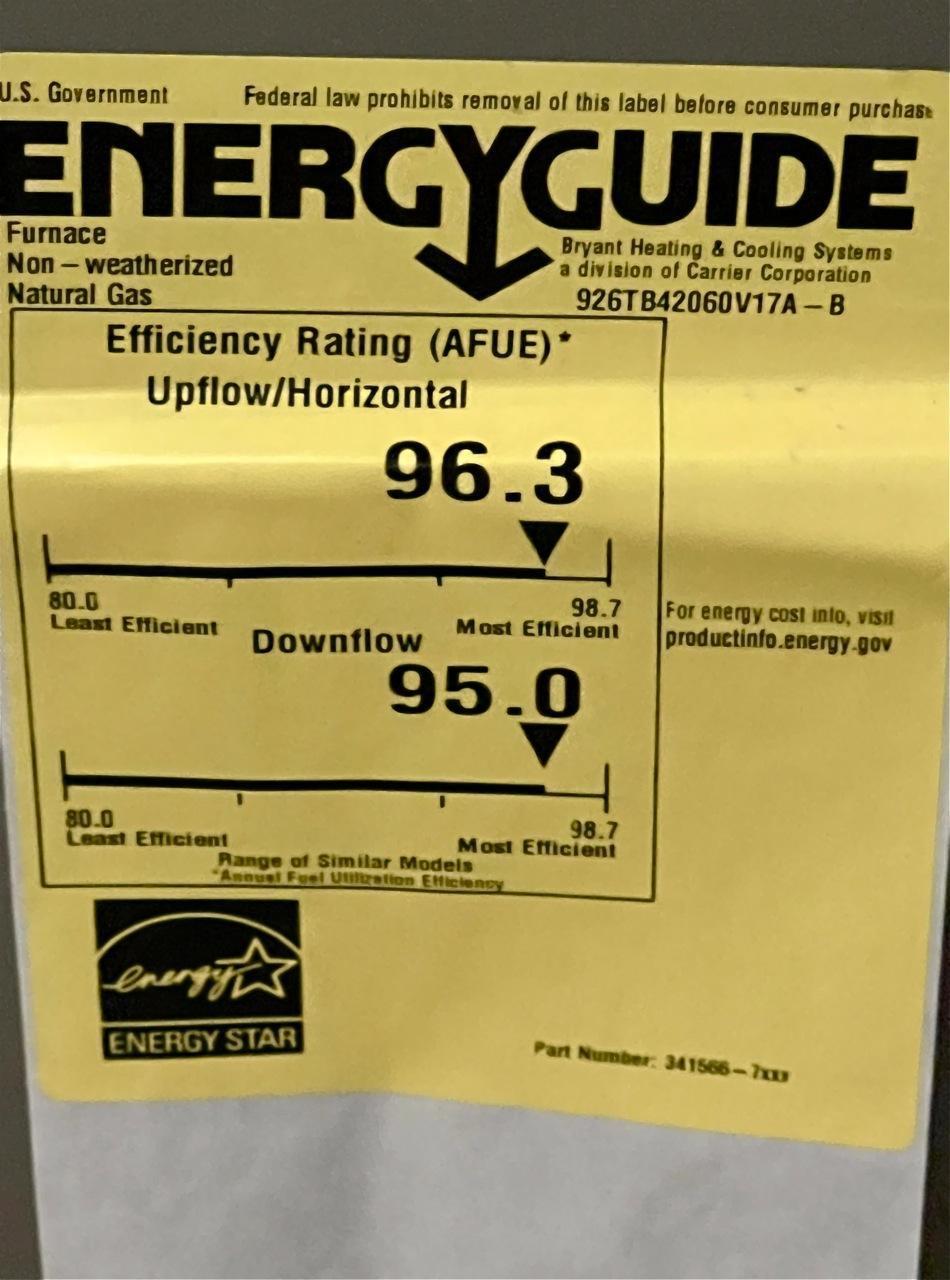 U.S. Government Federal law prohibits removal of this label before consumer purchase
ENERGYGUIDE
Furnace
Non – weatherized
Natural Gas
Bryant Heating & Cooling Systems
a division of Carrier Corporation
926TB42060V17A – B
Efficiency Rating (AFUE)*
Upflow/Horizontal
96.3
80.0 98.7
Least Efficient Most Efficient
For energy cost info, visit
productinfo.energy.gov
Downflow
95.0
80.0 98.7
Least Efficient Most Efficient
Range of Similar Models
*Annual Fuel Utilization Efficiency
energy
ENERGY STAR
Part Number: 341566 – 7xxx